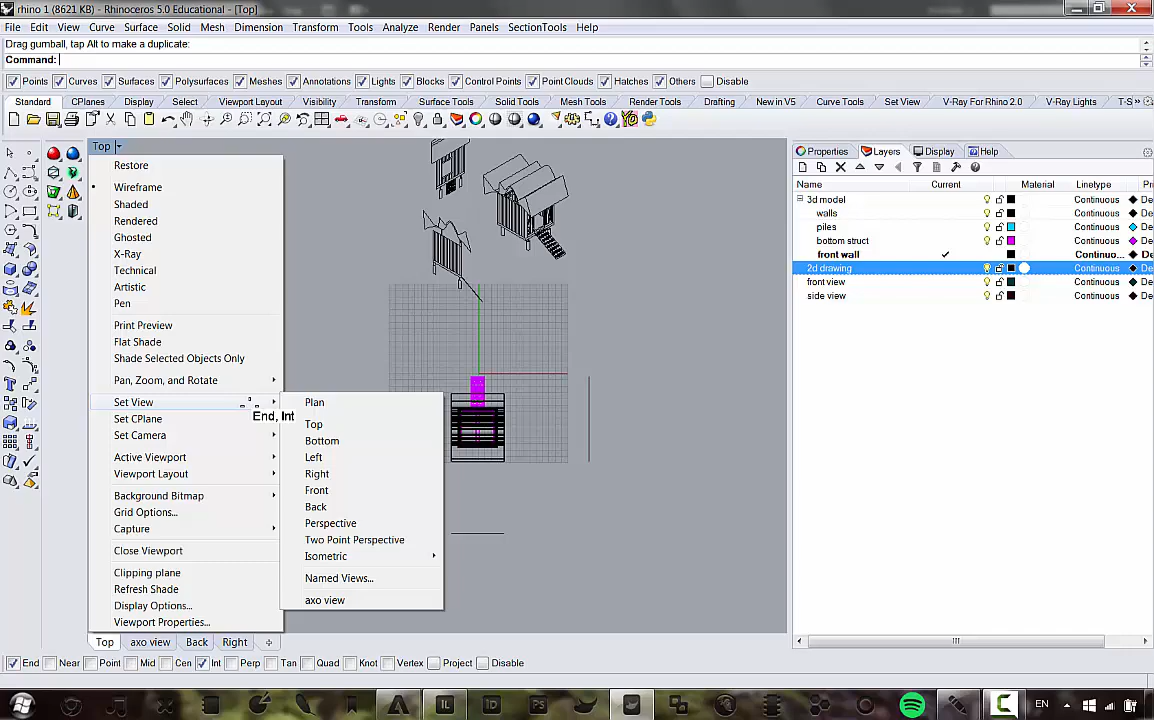 rhino 1 (8621 KB) - Rhinoceros 5.0 Educational - [Top]
File Edit View Curve Surface Solid Mesh Dimension Transform Tools Analyze Render Panels SectionTools Help
Drag gumball, tap Alt to make a duplicate:
Command:
Points Curves Surfaces Polysurfaces Meshes Annotations Lights Blocks Control Points Point Clouds Hatches Others Disable
Standard CPlanes Display Select Viewport Layout Visibility Transform Surface Tools Solid Tools Mesh Tools Render Tools Drafting New in V5 Curve Tools Set View V-Ray For Rhino 2.0 V-Ray Lights T-S
Top
Restore
Wireframe
Shaded
Rendered
Ghosted
X-Ray
Technical
Artistic
Pen
Print Preview
Flat Shade
Shade Selected Objects Only
Pan, Zoom, and Rotate
Set View
Set CPlane
Set Camera
Active Viewport
Viewport Layout
Background Bitmap
Grid Options...
Capture
Close Viewport
Clipping plane
Refresh Shade
Display Options...
Viewport Properties...
End, Int
Plan
Top
Bottom
Left
Right
Front
Back
Perspective
Two Point Perspective
Isometric
Named Views...
axo view
Properties Layers Display Help
Name Current Material Linetype Pr
3d model Continuous De
walls Continuous De
piles Continuous De
bottom struct Continuous De
front wall Continuo... De
2d drawing Continuous De
front view Continuous De
side view Continuous De
Top axo view Back Right
End Near Point Mid Cen Int Perp Tan Quad Knot Vertex Project Disable
EN